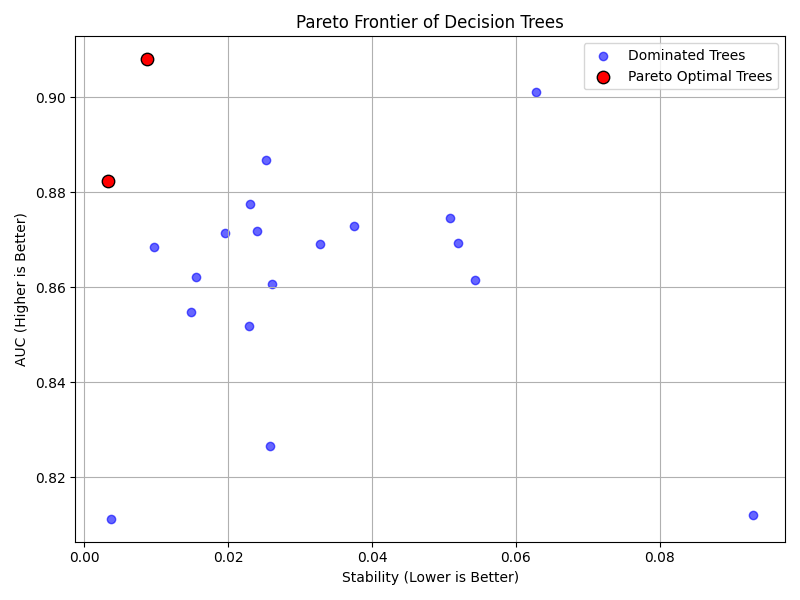 Pareto Frontier of Decision Trees
Dominated Trees
Pareto Optimal Trees
AUC (Higher is Better)
0.90
0.88
0.86
0.84
0.82
0.00 0.02 0.04 0.06 0.08
Stability (Lower is Better)